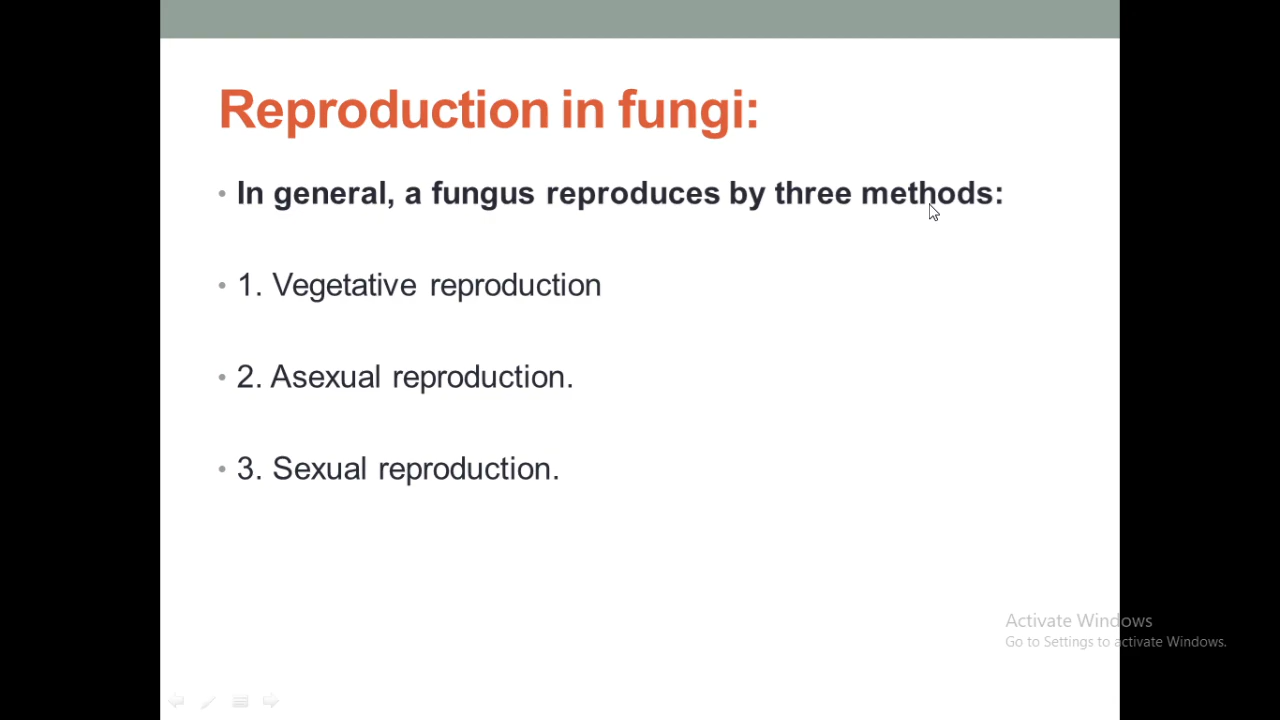 Reproduction in fungi:
• In general, a fungus reproduces by three methods:
• 1. Vegetative reproduction
• 2. Asexual reproduction.
• 3. Sexual reproduction.
Activate Windows
Go to Settings to activate Windows.